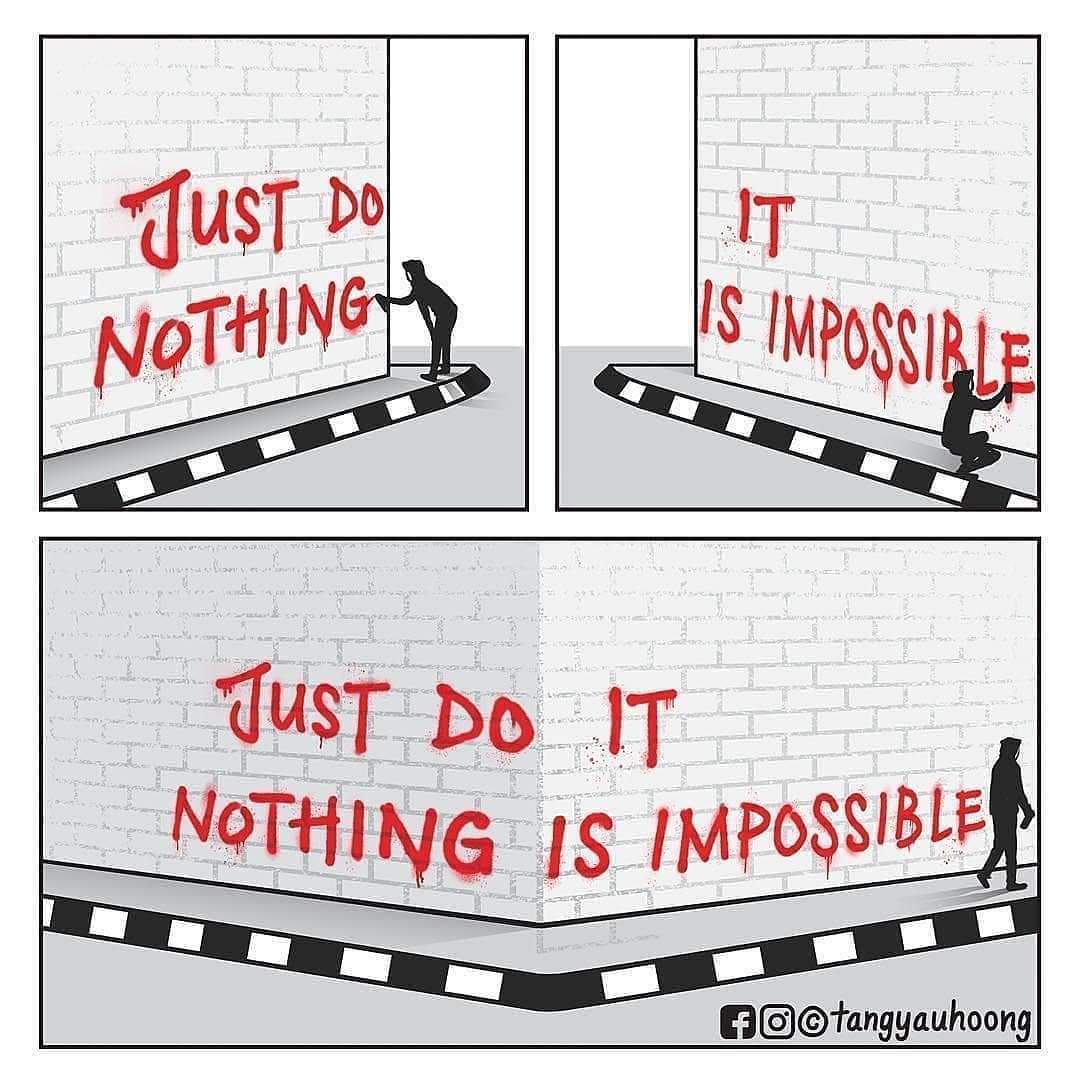 JUST DO
NOTHING
IT
IS IMPOSSIBLE
JUST DO IT
NOTHING IS IMPOSSIBLE
©tangyauhoong